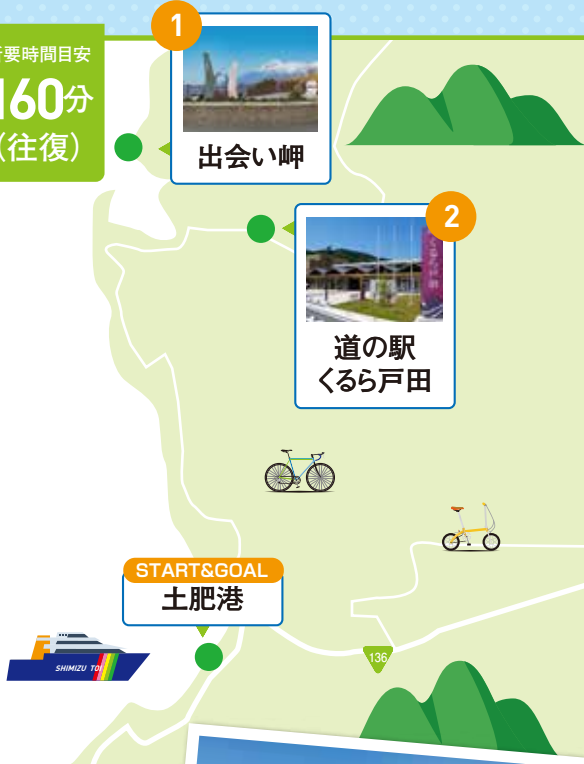 所要時間目安
160分
(往復)
1
出会い岬
2
道の駅
くるら戸田
START&GOAL
土肥港
SHIMIZU TO
136